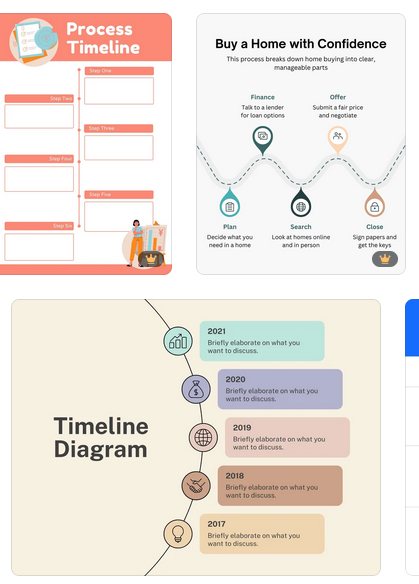 Process
Timeline
Step One
Step Two
Step Three
Step Four
Step Five
Step Six
Buy a Home with Confidence
This process breaks down home buying into clear,
manageable parts
Finance
Talk to a lender
for loan options
Offer
Submit a fair price
and negotiate
Plan
Decide what you
need in a home
Search
Look at homes online
and in person
Close
Sign papers and
get the keys
Timeline
Diagram
2021
Briefly elaborate on what you
want to discuss.
2020
Briefly elaborate on what you
want to discuss.
2019
Briefly elaborate on what you
want to discuss.
2018
Briefly elaborate on what you
want to discuss.
2017
Briefly elaborate on what you
want to discuss.